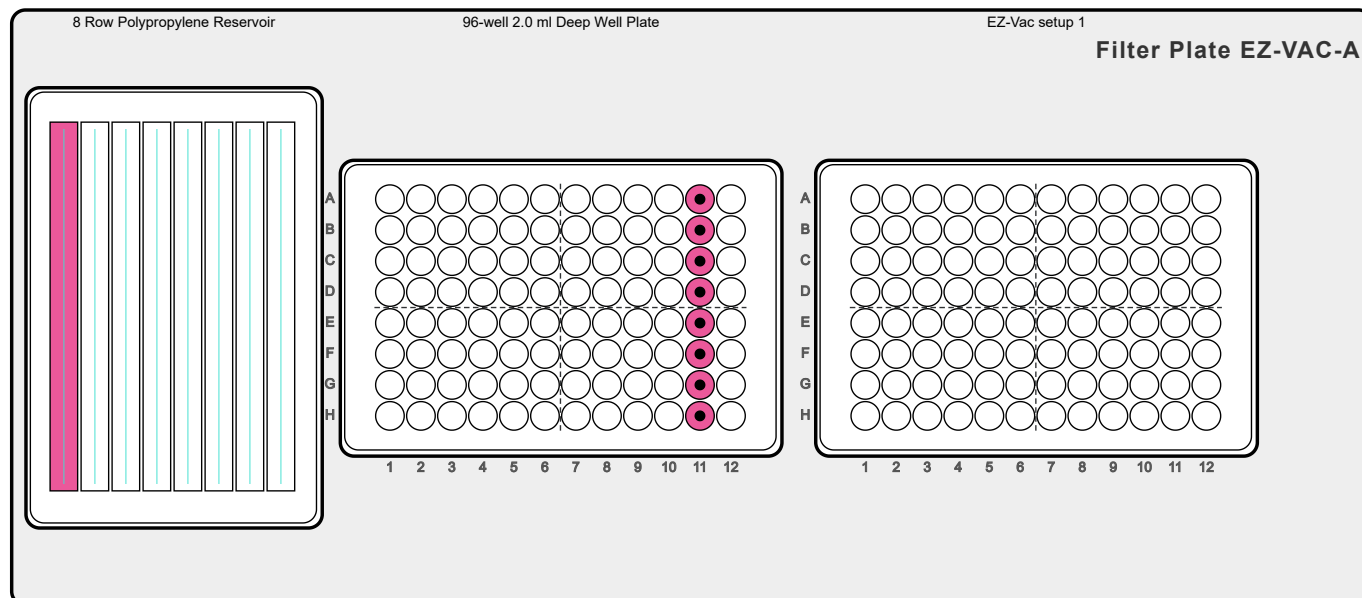 8 Row Polypropylene Reservoir
96-well 2.0 ml Deep Well Plate
EZ-Vac setup 1
Filter Plate EZ-VAC-A
A
B
C
D
E
F
G
H
1 2 3 4 5 6 7 8 9 10 11 12
A
B
C
D
E
F
G
H
1 2 3 4 5 6 7 8 9 10 11 12